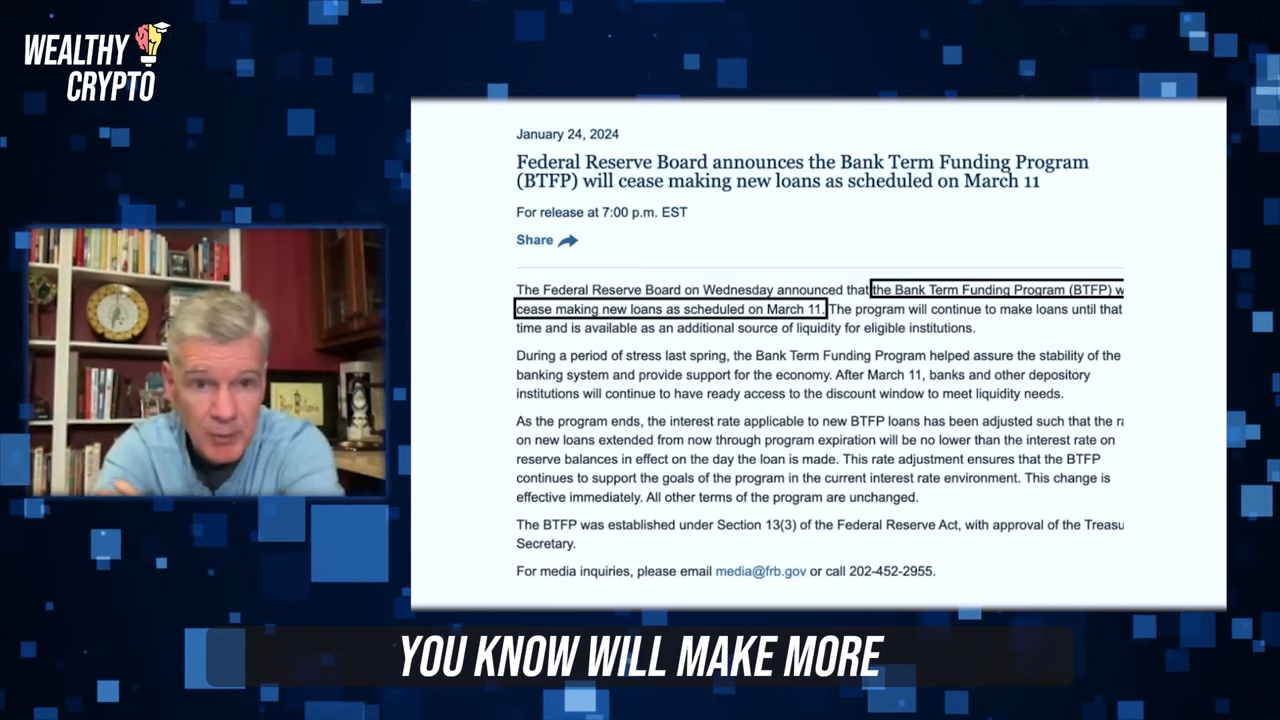 WEALTHY
CRYPTO
January 24, 2024
Federal Reserve Board announces the Bank Term Funding Program
(BTFP) will cease making new loans as scheduled on March 11
For release at 7:00 p.m. EST
Share
The Federal Reserve Board on Wednesday announced that the Bank Term Funding Program (BTFP) w
cease making new loans as scheduled on March 11. The program will continue to make loans until that
time and is available as an additional source of liquidity for eligible institutions.
During a period of stress last spring, the Bank Term Funding Program helped assure the stability of the
banking system and provide support for the economy. After March 11, banks and other depository
institutions will continue to have ready access to the discount window to meet liquidity needs.
As the program ends, the interest rate applicable to new BTFP loans has been adjusted such that the ra
on new loans extended from now through program expiration will be no lower than the interest rate on
reserve balances in effect on the day the loan is made. This rate adjustment ensures that the BTFP
continues to support the goals of the program in the current interest rate environment. This change is
effective immediately. All other terms of the program are unchanged.
The BTFP was established under Section 13(3) of the Federal Reserve Act, with approval of the Treasu
Secretary.
For media inquiries, please email media@frb.gov or call 202-452-2955.
YOU KNOW WILL MAKE MORE